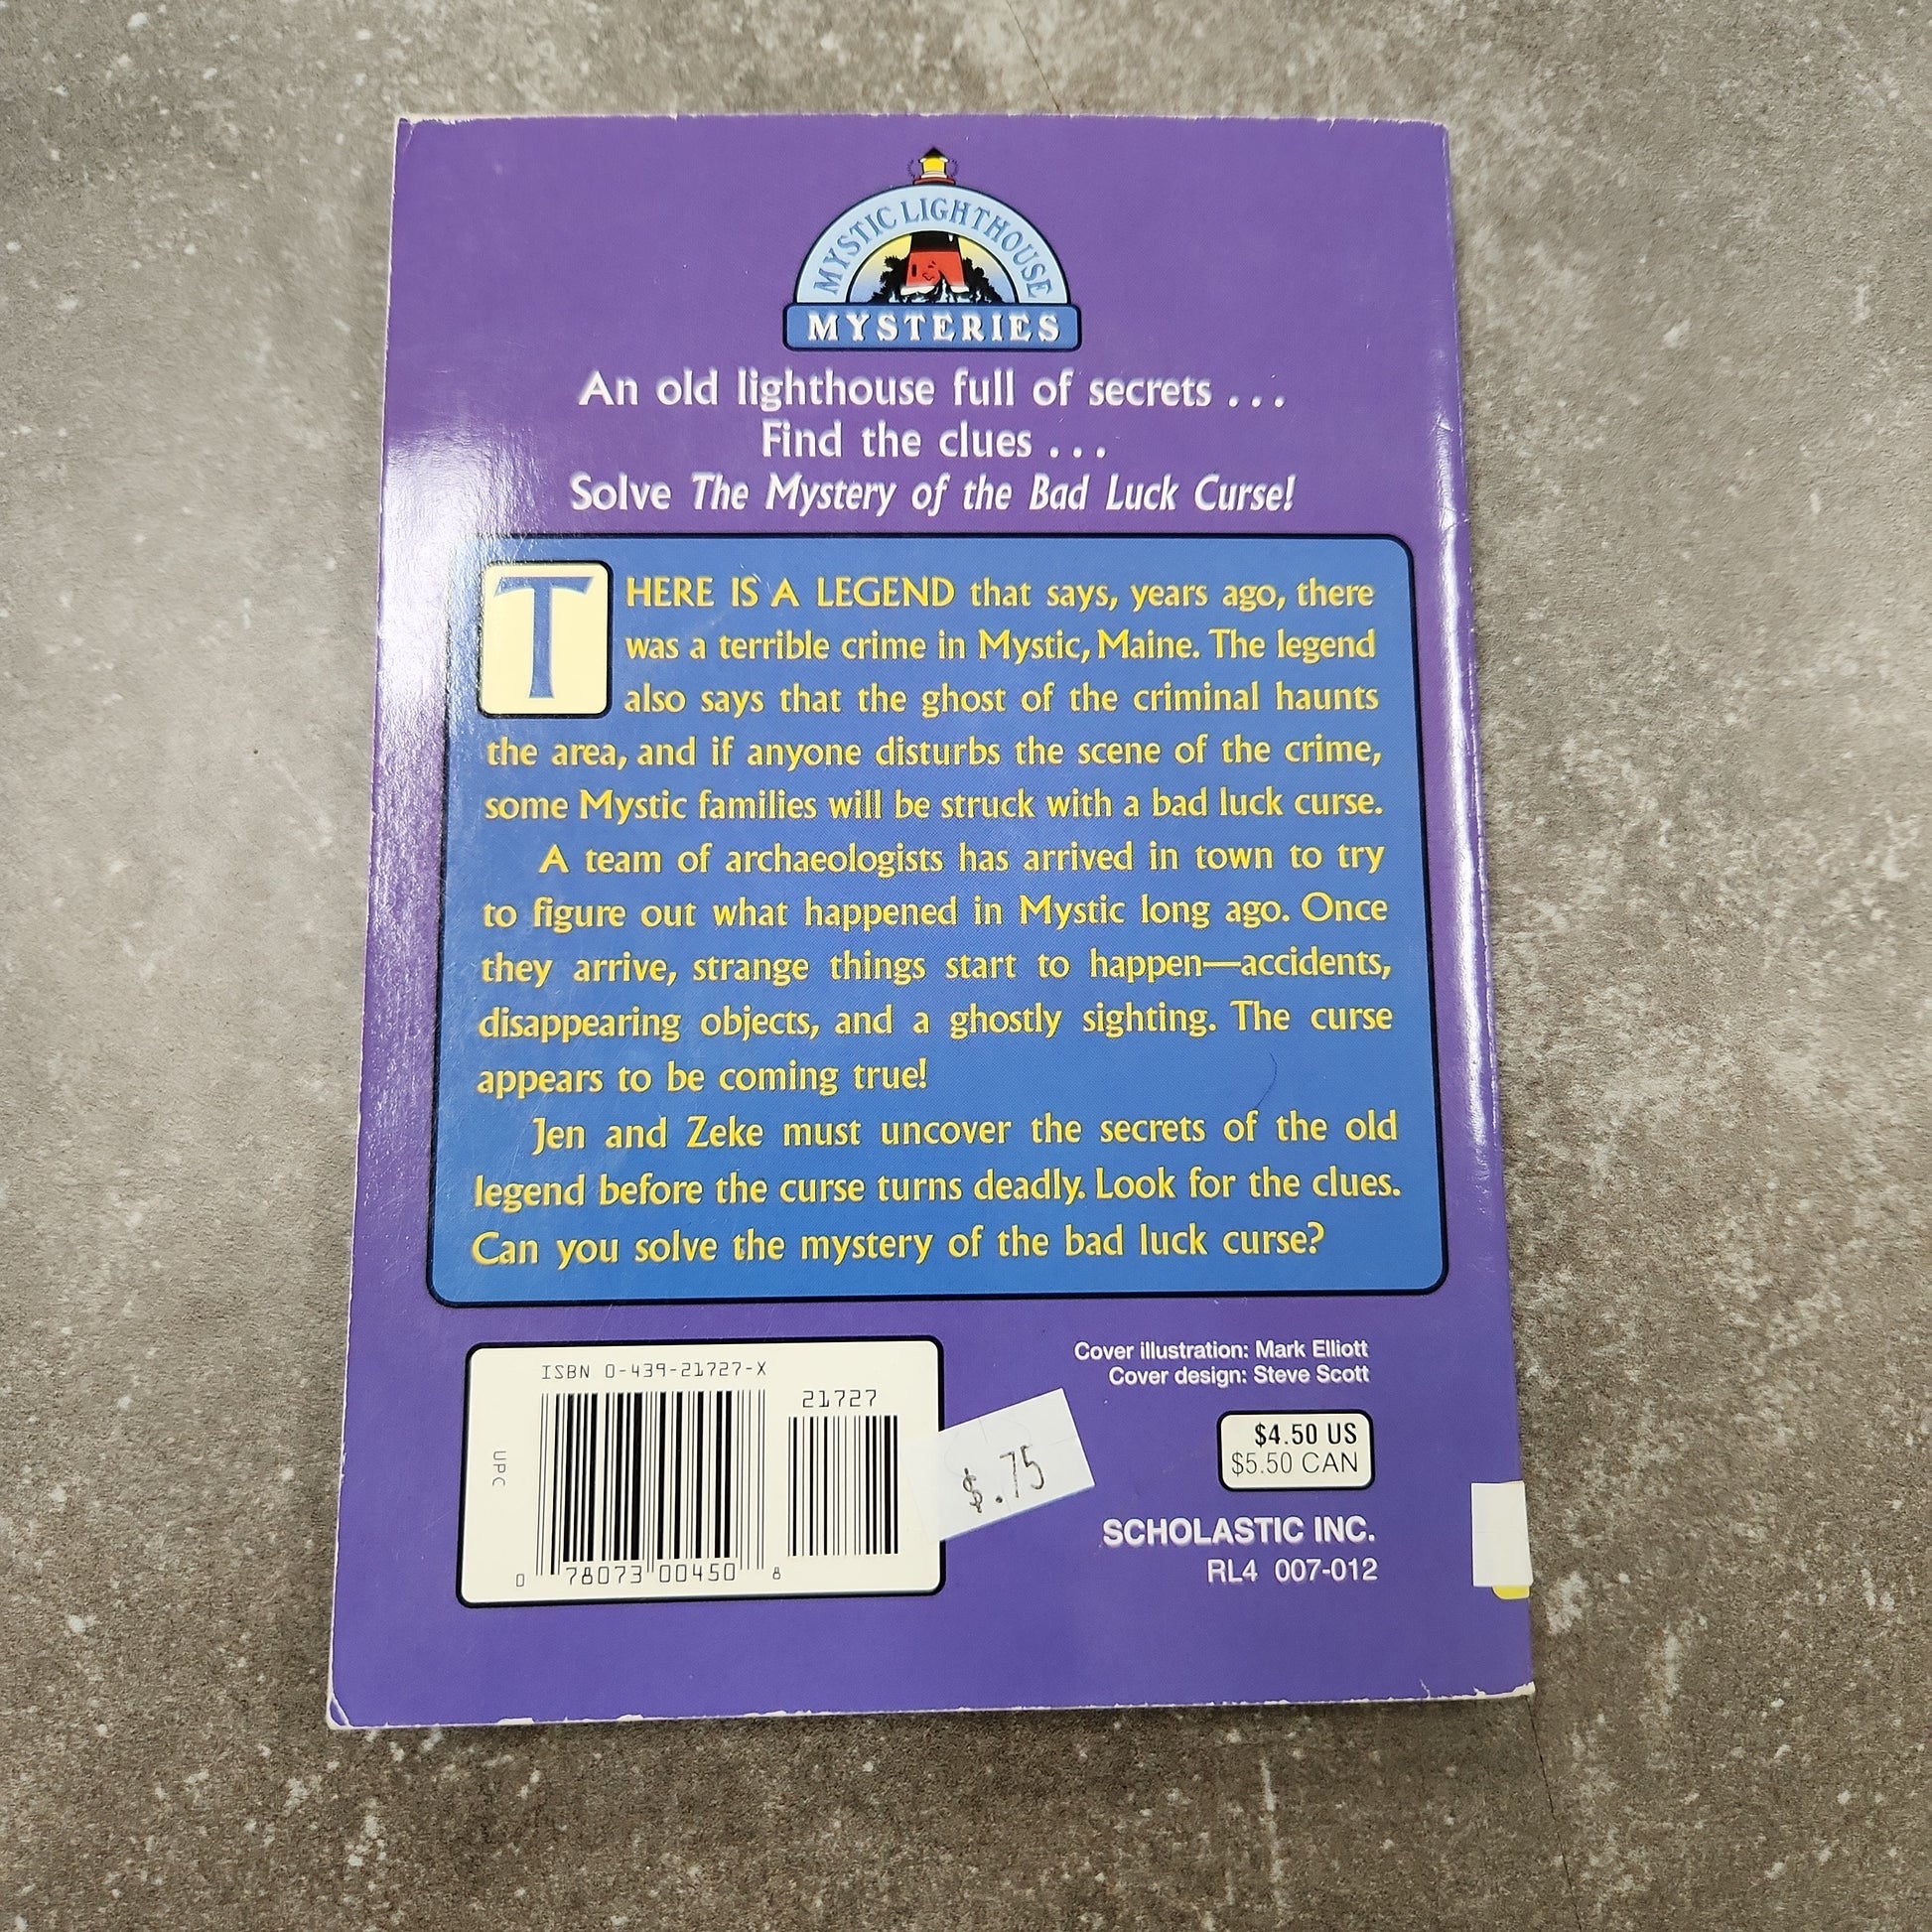 MYSTIC LIGHTHOUSE
MYSTERIES
An old lighthouse full of secrets . . .
Find the clues . . .
Solve The Mystery of the Bad Luck Curse!
THERE IS A LEGEND that says, years ago, there
was a terrible crime in Mystic, Maine. The legend
also says that the ghost of the criminal haunts
the area, and if anyone disturbs the scene of the crime,
some Mystic families will be struck with a bad luck curse.
A team of archaeologists has arrived in town to try
to figure out what happened in Mystic long ago. Once
they arrive, strange things start to happen—accidents,
disappearing objects, and a ghostly sighting. The curse
appears to be coming true!
Jen and Zeke must uncover the secrets of the old
legend before the curse turns deadly. Look for the clues.
Can you solve the mystery of the bad luck curse?
ISBN 0-439-21727-X
21727
UPC
0 78073 00450 8
$.75
Cover illustration: Mark Elliott
Cover design: Steve Scott
$4.50 US
$5.50 CAN
SCHOLASTIC INC.
RL4 007-012